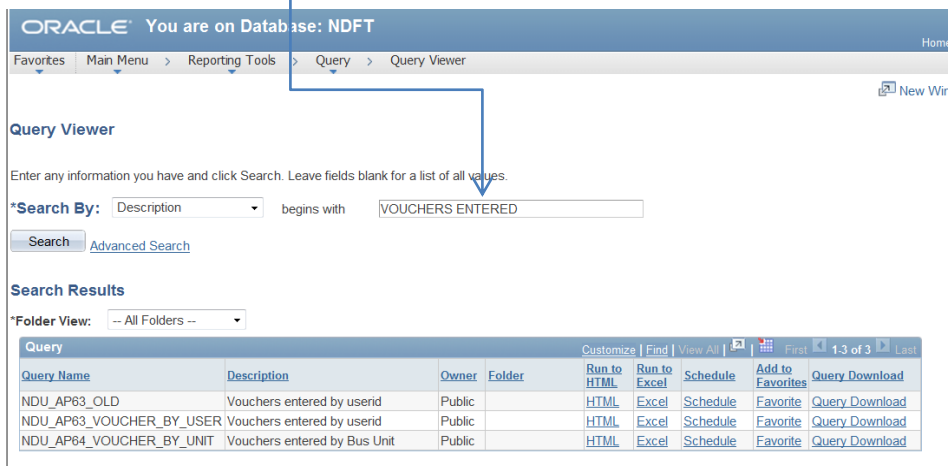 ORACLE® You are on Database: NDFT
Home
Favorites Main Menu > Reporting Tools > Query > Query Viewer
New Wir
Query Viewer
Enter any information you have and click Search. Leave fields blank for a list of all values.
*Search By: Description begins with VOUCHERS ENTERED
Search Advanced Search
Search Results
*Folder View: -- All Folders --
Query Customize | Find | View All | | First 1-3 of 3 Last
Query Name Description Owner Folder Run to HTML Run to Excel Schedule Add to Favorites Query Download
NDU_AP63_OLD Vouchers entered by userid Public HTML Excel Schedule Favorite Query Download
NDU_AP63_VOUCHER_BY_USER Vouchers entered by userid Public HTML Excel Schedule Favorite Query Download
NDU_AP64_VOUCHER_BY_UNIT Vouchers entered by Bus Unit Public HTML Excel Schedule Favorite Query Download